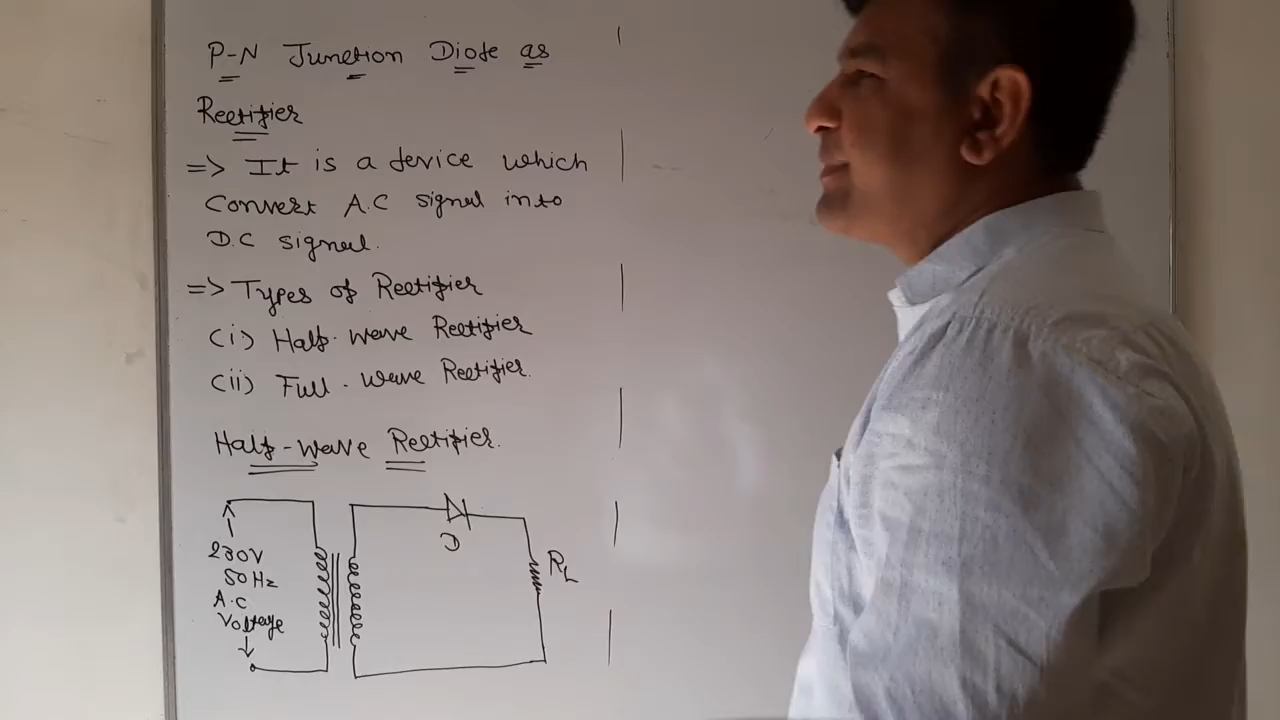 P-N Junction Diode as
Rectifier
=> It is a device which
Convert A.C signal into
D.C signal.
=> Types of Rectifier
(i) Half-wave Rectifier
(ii) Full-wave Rectifier.
Half-wave Rectifier.
D
230V
50Hz
A.C
Voltage
RL